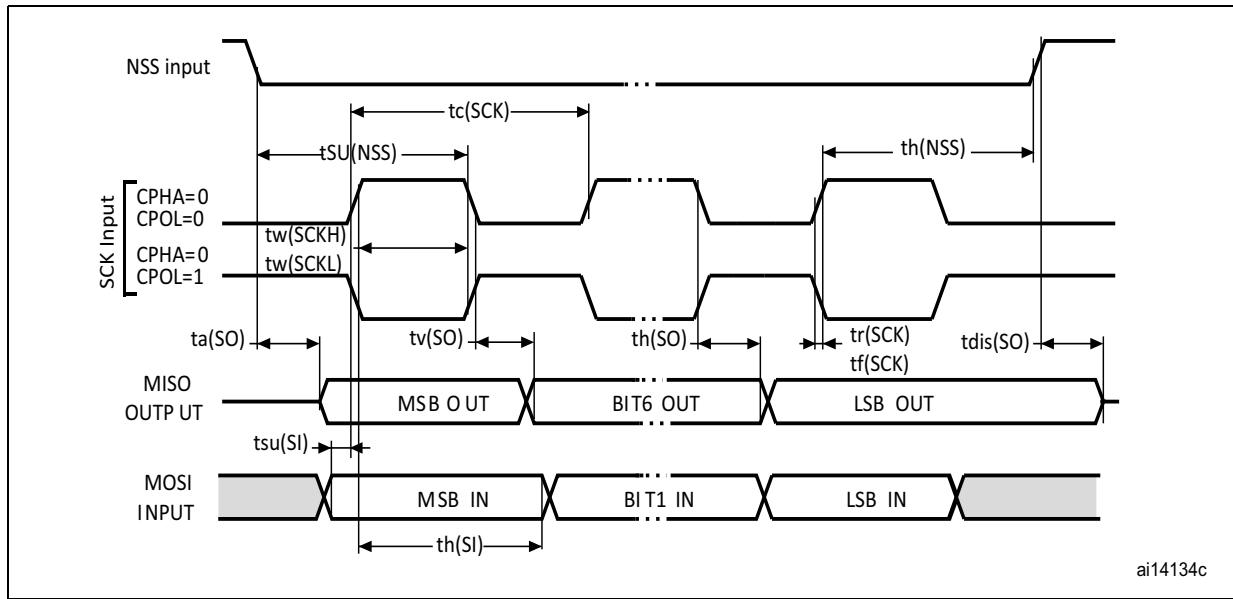 NSS input
tc(SCK)
tSU(NSS)
th(NSS)
SCK Input
CPHA=0
CPOL=0
tw(SCKH)
CPHA=0
tw(SCKL)
CPOL=1
ta(SO)
tv(SO)
th(SO)
tr(SCK)
tf(SCK)
tdis(SO)
MISO
OUTP UT
MSB O UT
BIT6 OUT
LSB OUT
tsu(SI)
MOSI
INPUT
MSB IN
BIT1 IN
LSB IN
th(SI)
ai14134c